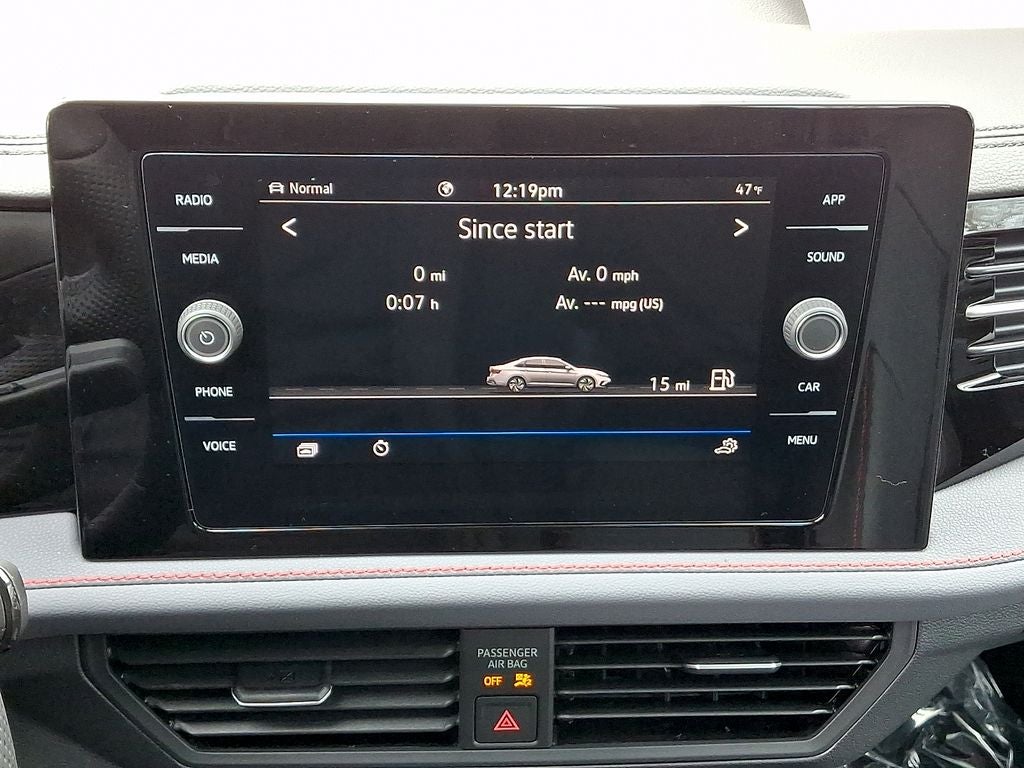 RADIO
MEDIA
PHONE
VOICE
Normal
12:19pm
47 °F
< Since start >
0 mi
Av. 0 mph
0:07 h
Av. --- mpg (US)
15 mi
APP
SOUND
CAR
MENU
PASSENGER
AIR BAG
OFF